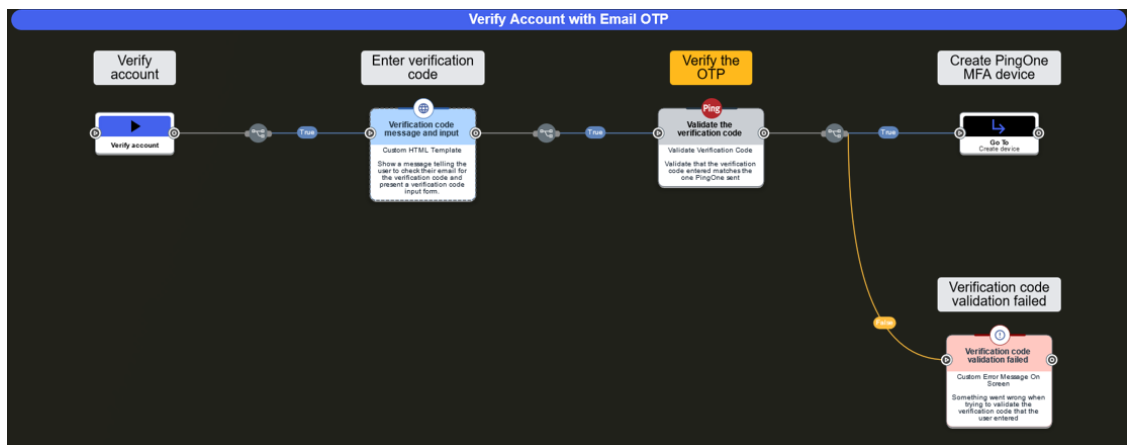 Verify Account with Email OTP
Verify
account
Enter verification
code
Verify the
OTP
Create PingOne
MFA device
Verify account
True
Verification code
message and input
Custom HTML Template
Show a message telling the
user to check their email for
the verification code and
present a verification code
input form.
True
Ping
Validate the
verification code
Validate Verification Code
Validate that the verification
code entered matches the
one PingOne sent
True
Go To
Create device
False
Verification code
validation failed
Verification code
validation failed
Custom Error Message On
Screen
Something went wrong when
trying to validate the
verification code that the
user entered